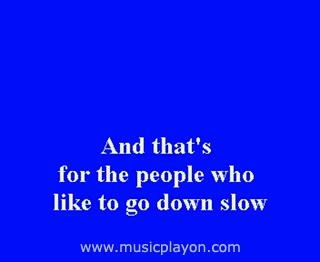 And that's
for the people who
like to go down slow
www.musicplayon.com